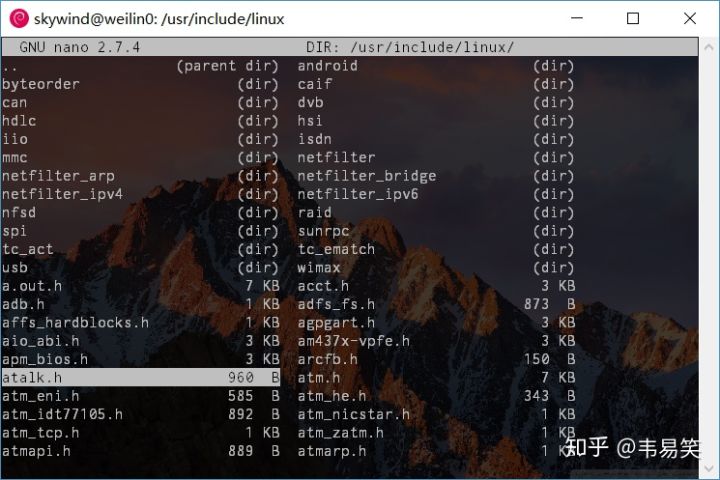 skywind@weilin0: /usr/include/linux
GNU nano 2.7.4 DIR: /usr/include/linux/
.. (parent dir) android (dir)
byteorder (dir) caif (dir)
can (dir) dvb (dir)
hdlc (dir) hsi (dir)
iio (dir) isdn (dir)
mmc (dir) netfilter (dir)
netfilter_arp (dir) netfilter_bridge (dir)
netfilter_ipv4 (dir) netfilter_ipv6 (dir)
nfsd (dir) raid (dir)
spi (dir) sunrpc (dir)
tc_act (dir) tc_ematch (dir)
usb (dir) wimax (dir)
a.out.h 7 KB acct.h 3 KB
adb.h 1 KB adfs_fs.h 873 B
affs_hardblocks.h 1 KB agpgart.h 3 KB
aio_abi.h 3 KB am437x-vpfe.h 3 KB
apm_bios.h 3 KB arcfb.h 150 B
atalk.h 960 B atm.h 7 KB
atm_eni.h 585 B atm_he.h 343 B
atm_idt77105.h 892 B atm_nicstar.h 1 KB
atm_tcp.h 1 KB atm_zatm.h 1 KB
atmapi.h 889 B atmarp.h 1 KB
知乎 @韦易笑